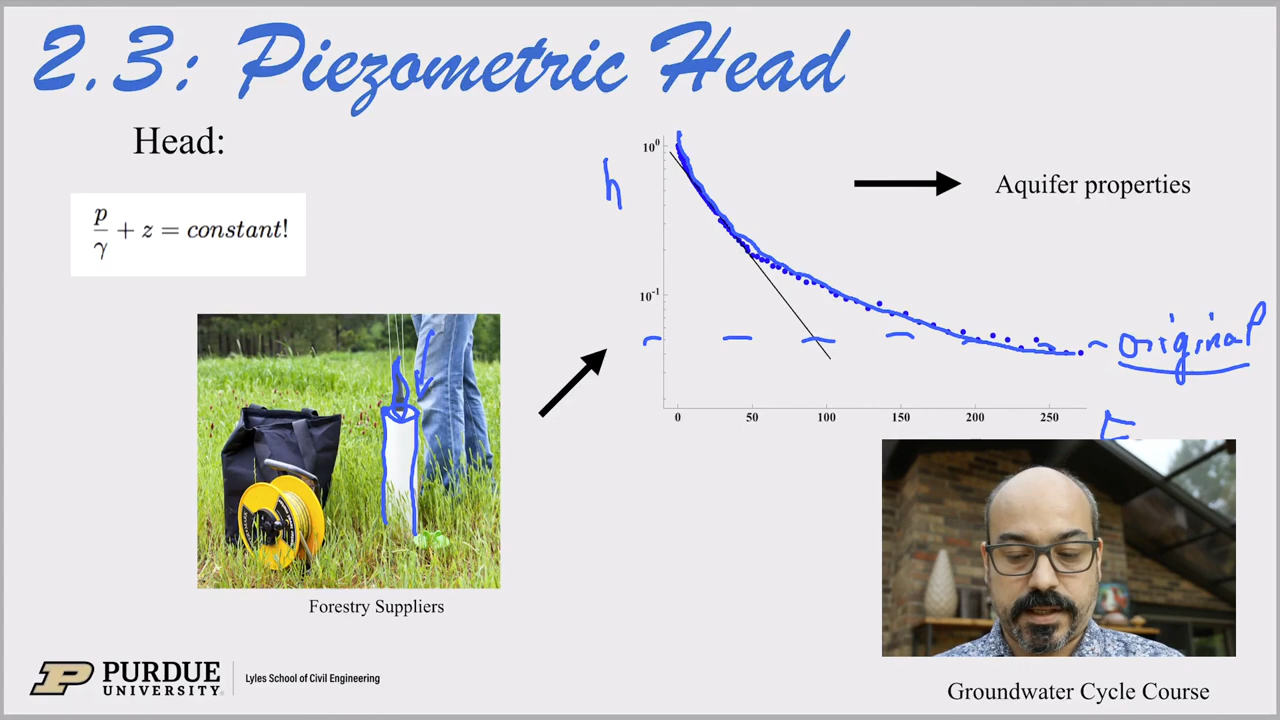 2.3: Piezometric Head
Head:
p/γ + z = constant!
h
10⁰
10⁻¹
0 50 100 150 200 250
Aquifer properties
original
t
Forestry Suppliers
P PURDUE
UNIVERSITY
Lyles School of Civil Engineering
Groundwater Cycle Course